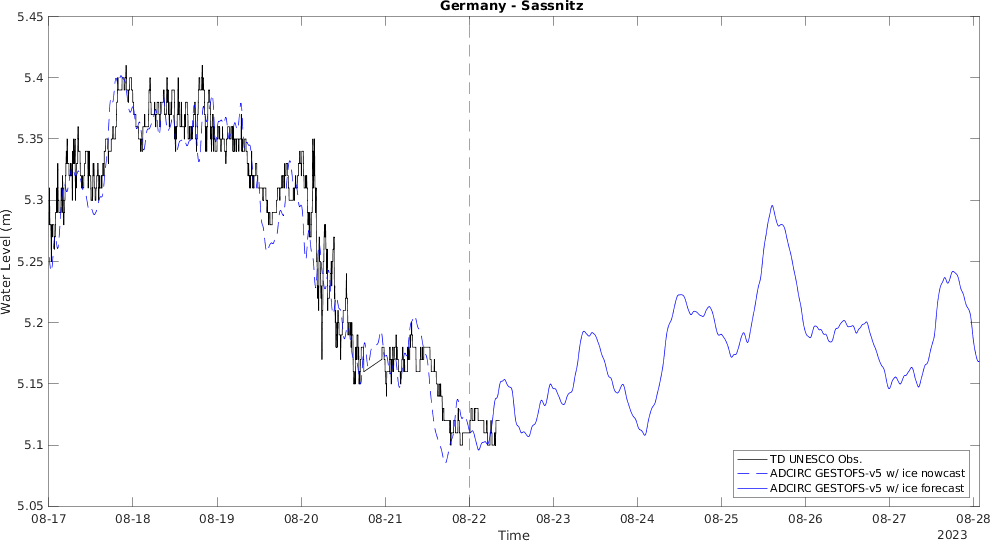 Germany - Sassnitz
5.45
5.4
5.35
5.3
5.25
5.2
5.15
5.1
5.05
Water Level (m)
TD UNESCO Obs.
ADCIRC GESTOFS-v5 w/ ice nowcast
ADCIRC GESTOFS-v5 w/ ice forecast
08-17 08-18 08-19 08-20 08-21 08-22 08-23 08-24 08-25 08-26 08-27 08-28
Time
2023